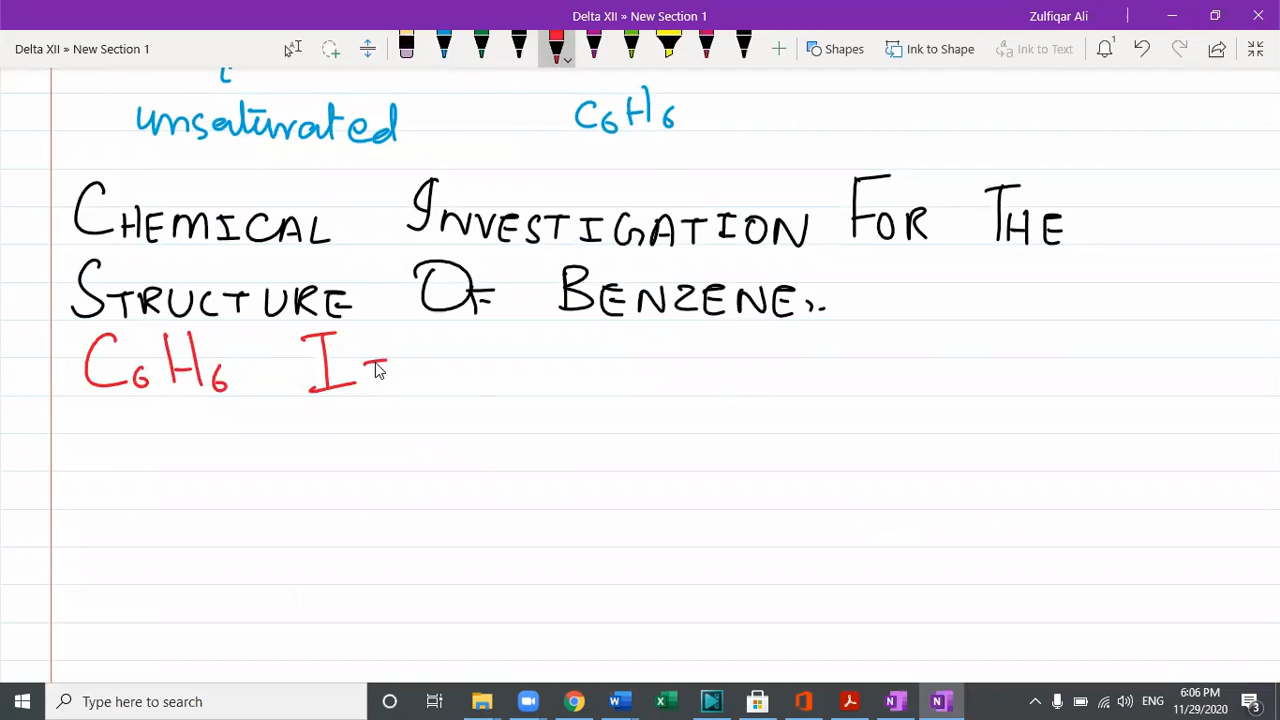 Delta XII » New Section 1
Zulfiqar Ali
Delta XII » New Section 1
Shapes
Ink to Shape
Ink to Text
unsaturated C6H6
CHEMICAL INVESTIGATION FOR THE
STRUCTURE OF BENZENE:-
C6H6 I
Type here to search
ENG
6:06 PM
11/29/2020
3